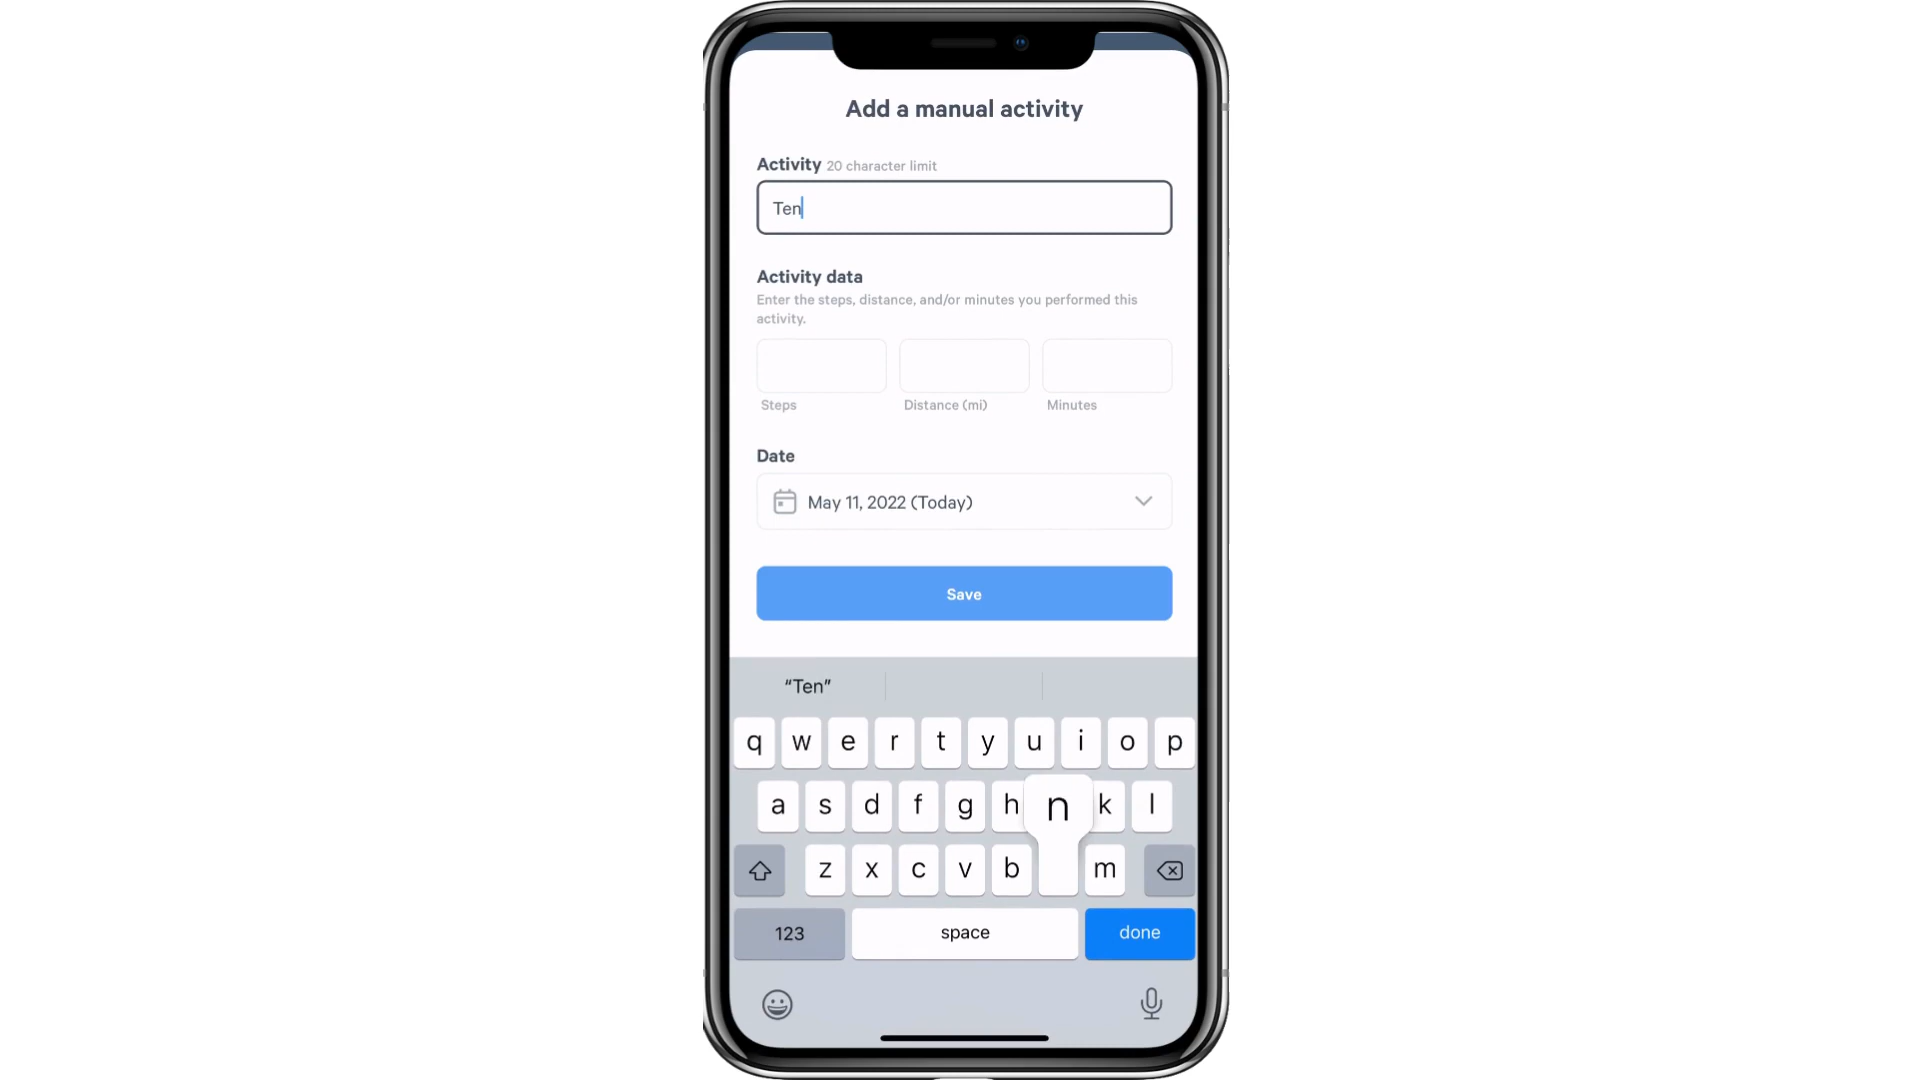 Add a manual activity
Activity 20 character limit
Ten
Activity data
Enter the steps, distance, and/or minutes you performed this
activity.
Steps Distance (mi) Minutes
Date
May 11, 2022 (Today)
Save
“Ten”
q w e r t y u i o p
a s d f g h n k l
z x c v b m
123 space done